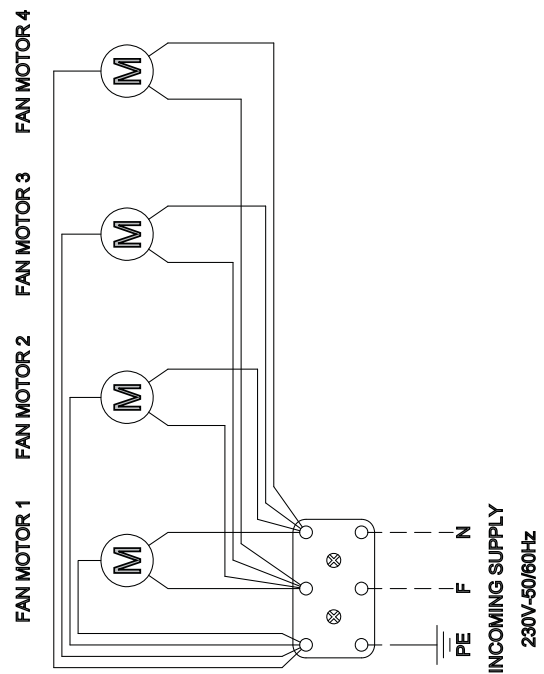 FAN MOTOR 1
FAN MOTOR 2
FAN MOTOR 3
FAN MOTOR 4
M
M
M
M
PE
F
N
INCOMING SUPPLY
230V-50/60Hz